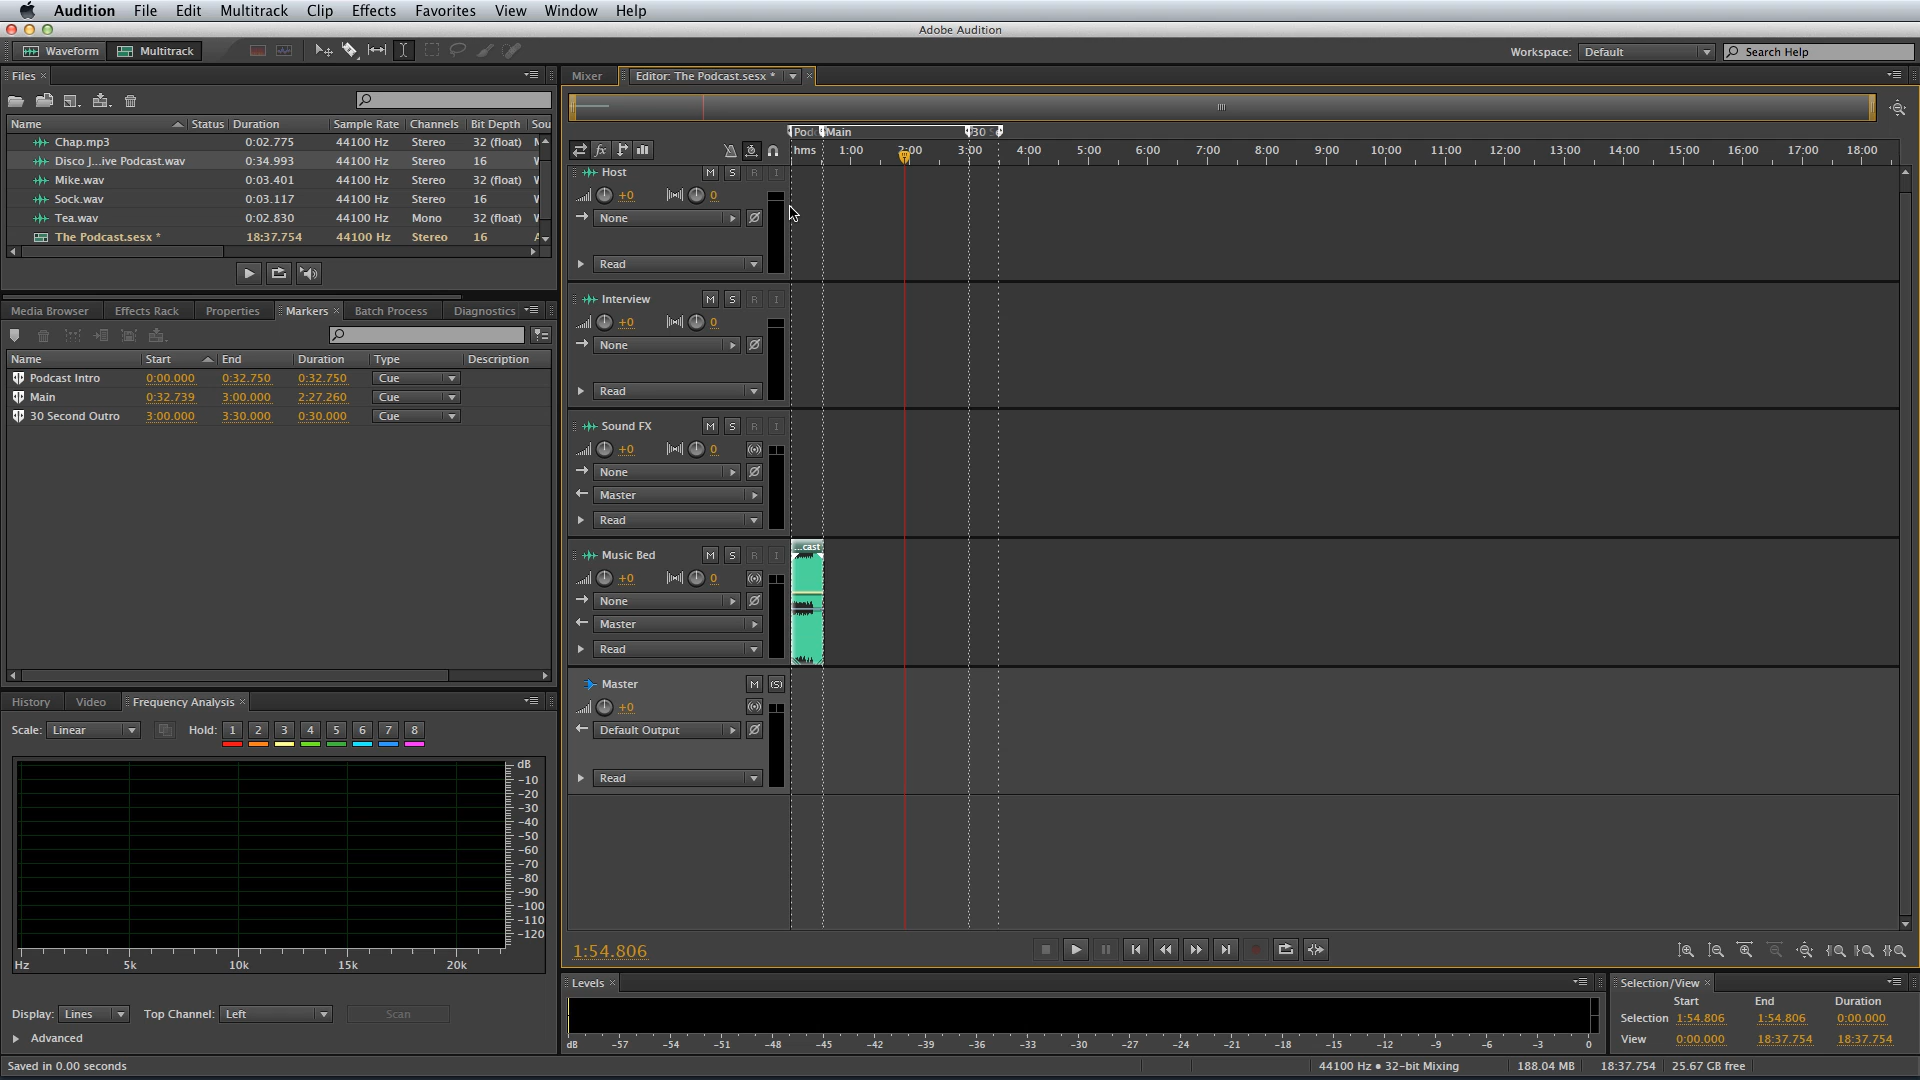 Audition File Edit Multitrack Clip Effects Favorites View Window Help
Adobe Audition
Waveform Multitrack Workspace: Default Search Help
Files Mixer Editor: The Podcast.sesx *
Name Status Duration Sample Rate Channels Bit Depth Sou
Chap.mp3 0:02.775 44100 Hz Stereo 32 (float)
Disco J...ive Podcast.wav 0:34.993 44100 Hz Stereo 16
Mike.wav 0:03.401 44100 Hz Stereo 32 (float)
Sock.wav 0:03.117 44100 Hz Stereo 16
Tea.wav 0:02.830 44100 Hz Mono 32 (float)
The Podcast.sesx * 18:37.754 44100 Hz Stereo 16
Media Browser Effects Rack Properties Markers Batch Process Diagnostics
Name Start End Duration Type Description
Podcast Intro 0:00.000 0:32.750 0:32.750 Cue
Main 0:32.739 3:00.000 2:27.260 Cue
30 Second Outro 3:00.000 3:30.000 0:30.000 Cue
History Video Frequency Analysis
Scale: Linear Hold: 1 2 3 4 5 6 7 8
dB
-10
-20
-30
-40
-50
-60
-70
-80
-90
-100
-110
-120
Hz 5k 10k 15k 20k
Display: Lines Top Channel: Left Scan
Advanced
Saved in 0.00 seconds
Main 30
fx hms 1:00 2:00 3:00 4:00 5:00 6:00 7:00 8:00 9:00 10:00 11:00 12:00 13:00 14:00 15:00 16:00 17:00 18:00
Host M S R I
+0 0
None
Read
Interview M S R I
+0 0
None
Read
Sound FX M S R I
+0 0
None
Master
Read
Music Bed M S R I
+0 0
None
Master
Read
...cast
Master M (S)
+0
Default Output
Read
1:54.806
Levels
dB -57 -54 -51 -48 -45 -42 -39 -36 -33 -30 -27 -24 -21 -18 -15 -12 -9 -6 -3 0
Selection/View
Start End Duration
Selection 1:54.806 1:54.806 0:00.000
View 0:00.000 18:37.754 18:37.754
44100 Hz • 32-bit Mixing 188.04 MB 18:37.754 25.67 GB free